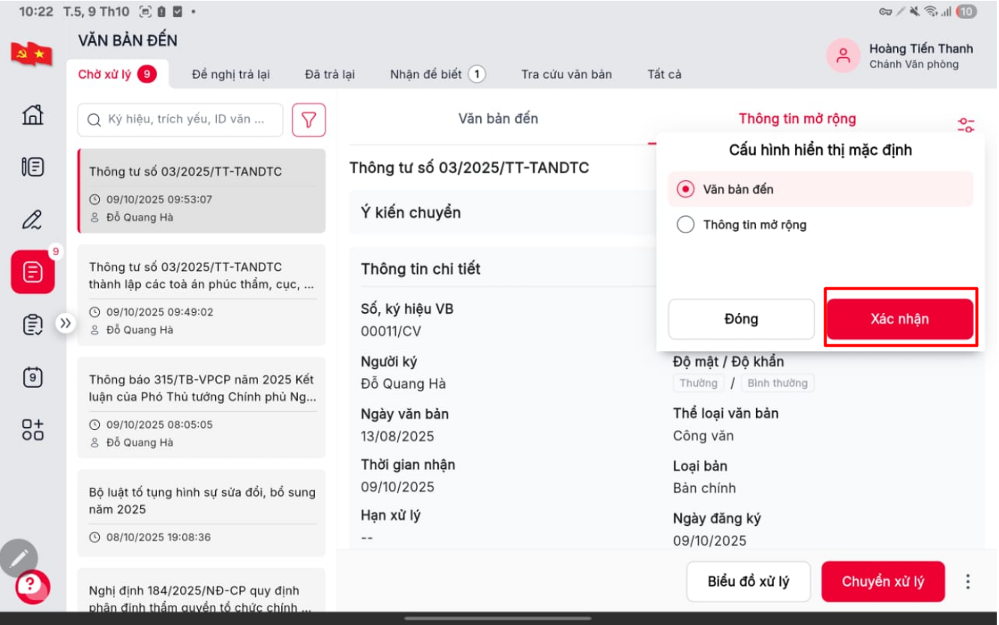 10:22 T.5, 9 Th10
10
VĂN BẢN ĐẾN
Hoàng Tiến Thanh
Chánh Văn phòng
Chờ xử lý 9
Đề nghị trả lại
Đã trả lại
Nhận để biết 1
Tra cứu văn bản
Tất cả
Ký hiệu, trích yếu, ID văn ...
Thông tư số 03/2025/TT-TANDTC
09/10/2025 09:53:07
Đỗ Quang Hà
9
Thông tư số 03/2025/TT-TANDTC
thành lập các toà án phúc thẩm, cục, ...
09/10/2025 09:49:02
Đỗ Quang Hà
9
Thông báo 315/TB-VPCP năm 2025 Kết
luận của Phó Thủ tướng Chính phủ Ng...
09/10/2025 08:05:05
Đỗ Quang Hà
Bộ luật tố tụng hình sự sửa đổi, bổ sung
năm 2025
08/10/2025 19:08:36
Nghị định 184/2025/NĐ-CP quy định
phân định thẩm quyền tổ chức chính ...
?
Văn bản đến
Thông tin mở rộng
Thông tư số 03/2025/TT-TANDTC
Ý kiến chuyển
Thông tin chi tiết
Số, ký hiệu VB
00011/CV
Người ký
Đỗ Quang Hà
Ngày văn bản
13/08/2025
Thời gian nhận
09/10/2025
Hạn xử lý
--
Cấu hình hiển thị mặc định
Văn bản đến
Thông tin mở rộng
Đóng
Xác nhận
Độ mật / Độ khẩn
Thường / Bình thường
Thể loại văn bản
Công văn
Loại bản
Bản chính
Ngày đăng ký
09/10/2025
Biểu đồ xử lý
Chuyển xử lý